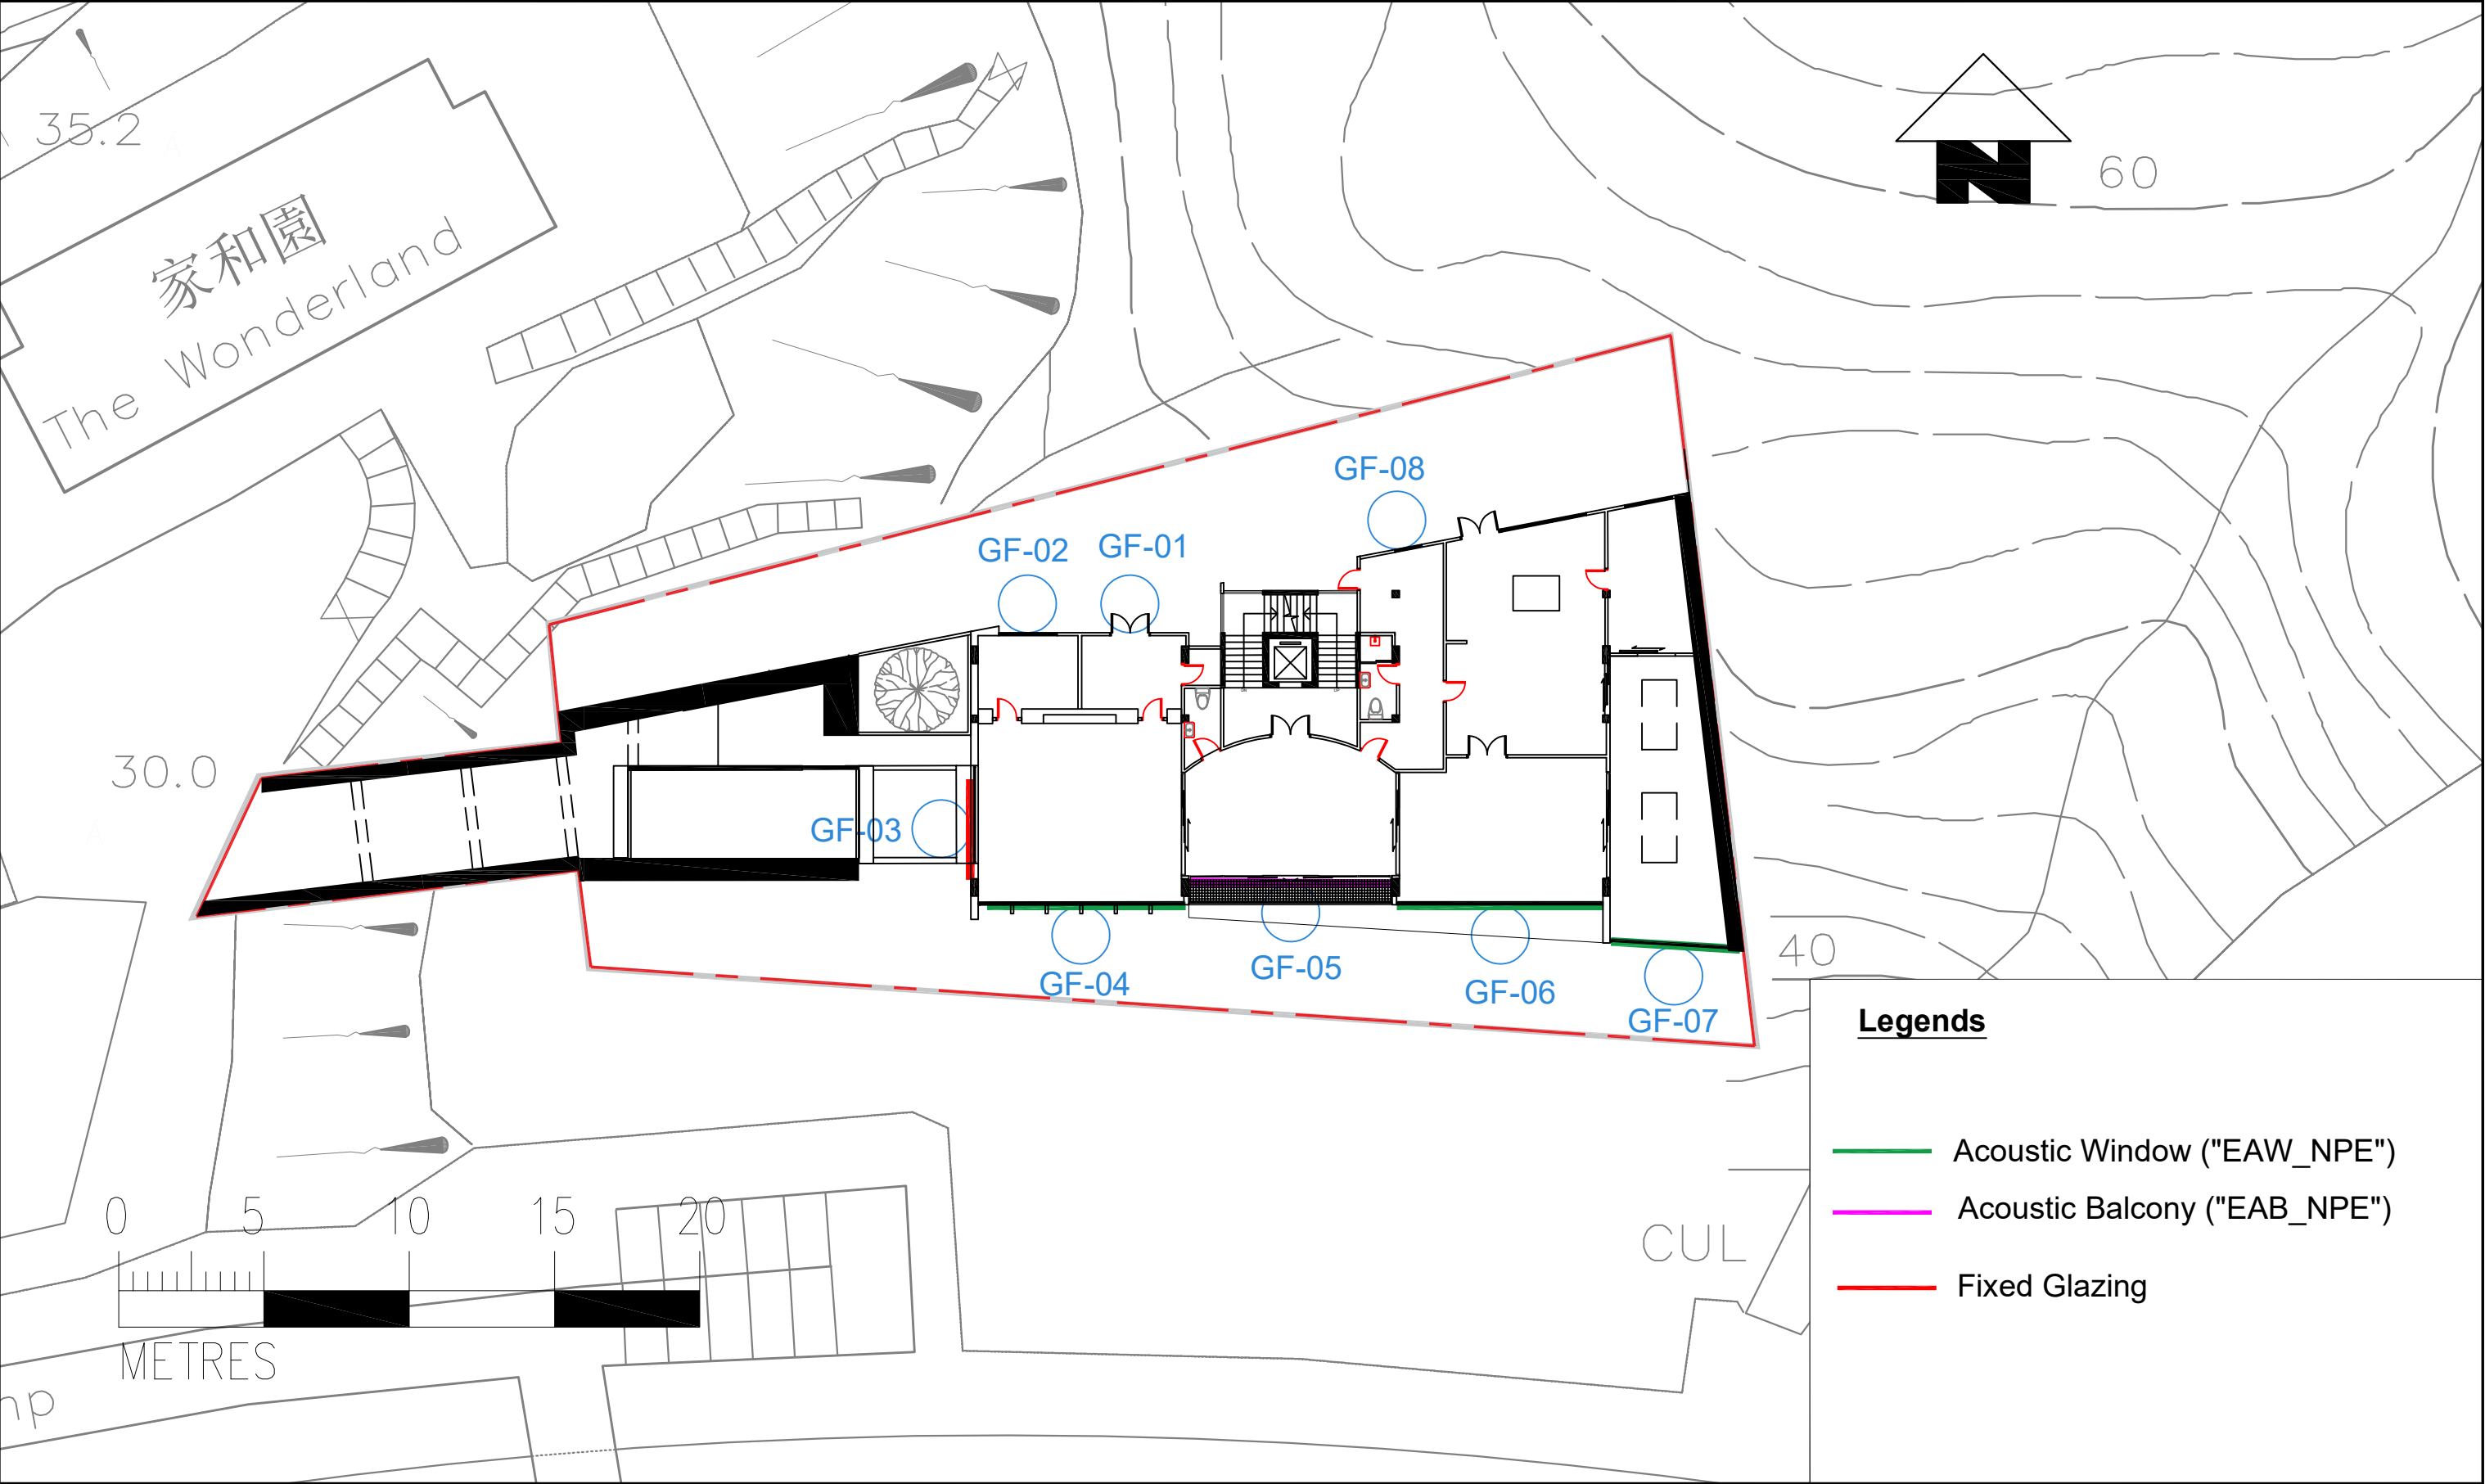 35.2
家和園
The Wonderland
N
60
GF-08
GF-02
GF-01
30.0
GF-03
GF-04
GF-05
GF-06
GF-07
40
Legends
Acoustic Window ("EAW_NPE")
Acoustic Balcony ("EAB_NPE")
Fixed Glazing
CUL
0 5 10 15 20
METRES